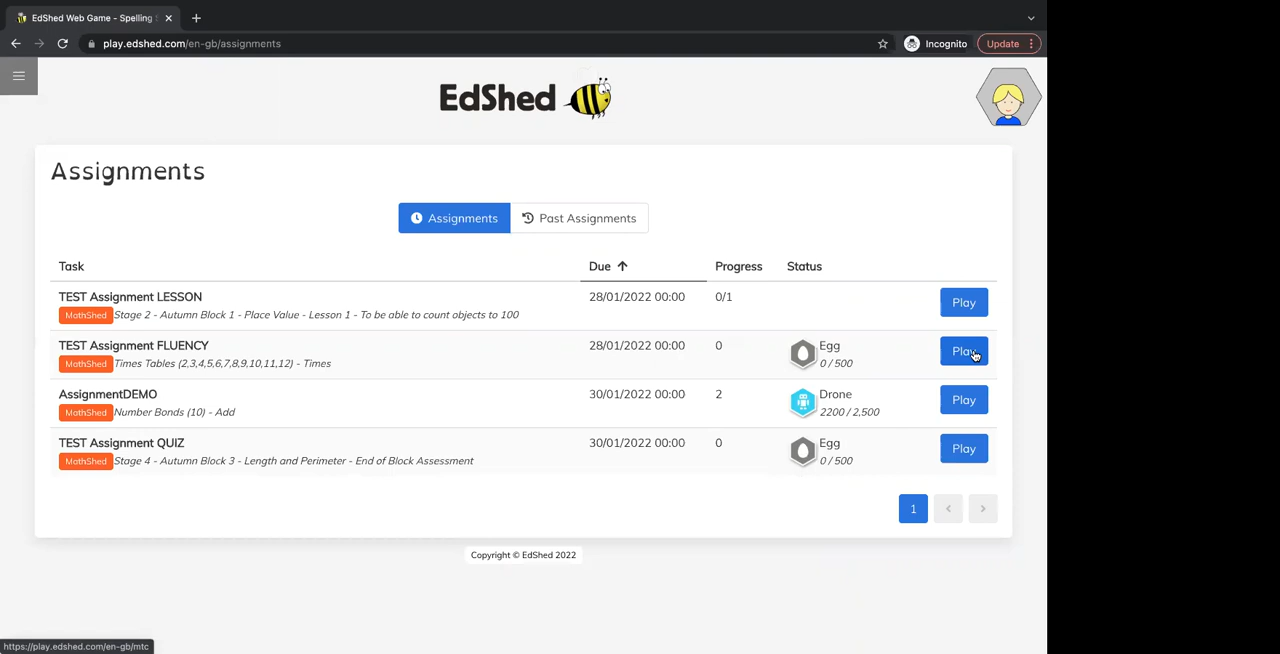 EdShed Web Game - Spelling
play.edshed.com/en-gb/assignments
Incognito
Update
EdShed
Assignments
Assignments
Past Assignments
Task
Due
Progress
Status
TEST Assignment LESSON
28/01/2022 00:00
0/1
Play
MathShed
Stage 2 - Autumn Block 1 - Place Value - Lesson 1 - To be able to count objects to 100
TEST Assignment FLUENCY
28/01/2022 00:00
0
Egg
Play
MathShed
Times Tables (2,3,4,5,6,7,8,9,10,11,12) - Times
0 / 500
AssignmentDEMO
30/01/2022 00:00
2
Drone
Play
MathShed
Number Bonds (10) - Add
2200 / 2,500
TEST Assignment QUIZ
30/01/2022 00:00
0
Egg
Play
MathShed
Stage 4 - Autumn Block 3 - Length and Perimeter - End of Block Assessment
0 / 500
1
Copyright © EdShed 2022
https://play.edshed.com/en-gb/mtc